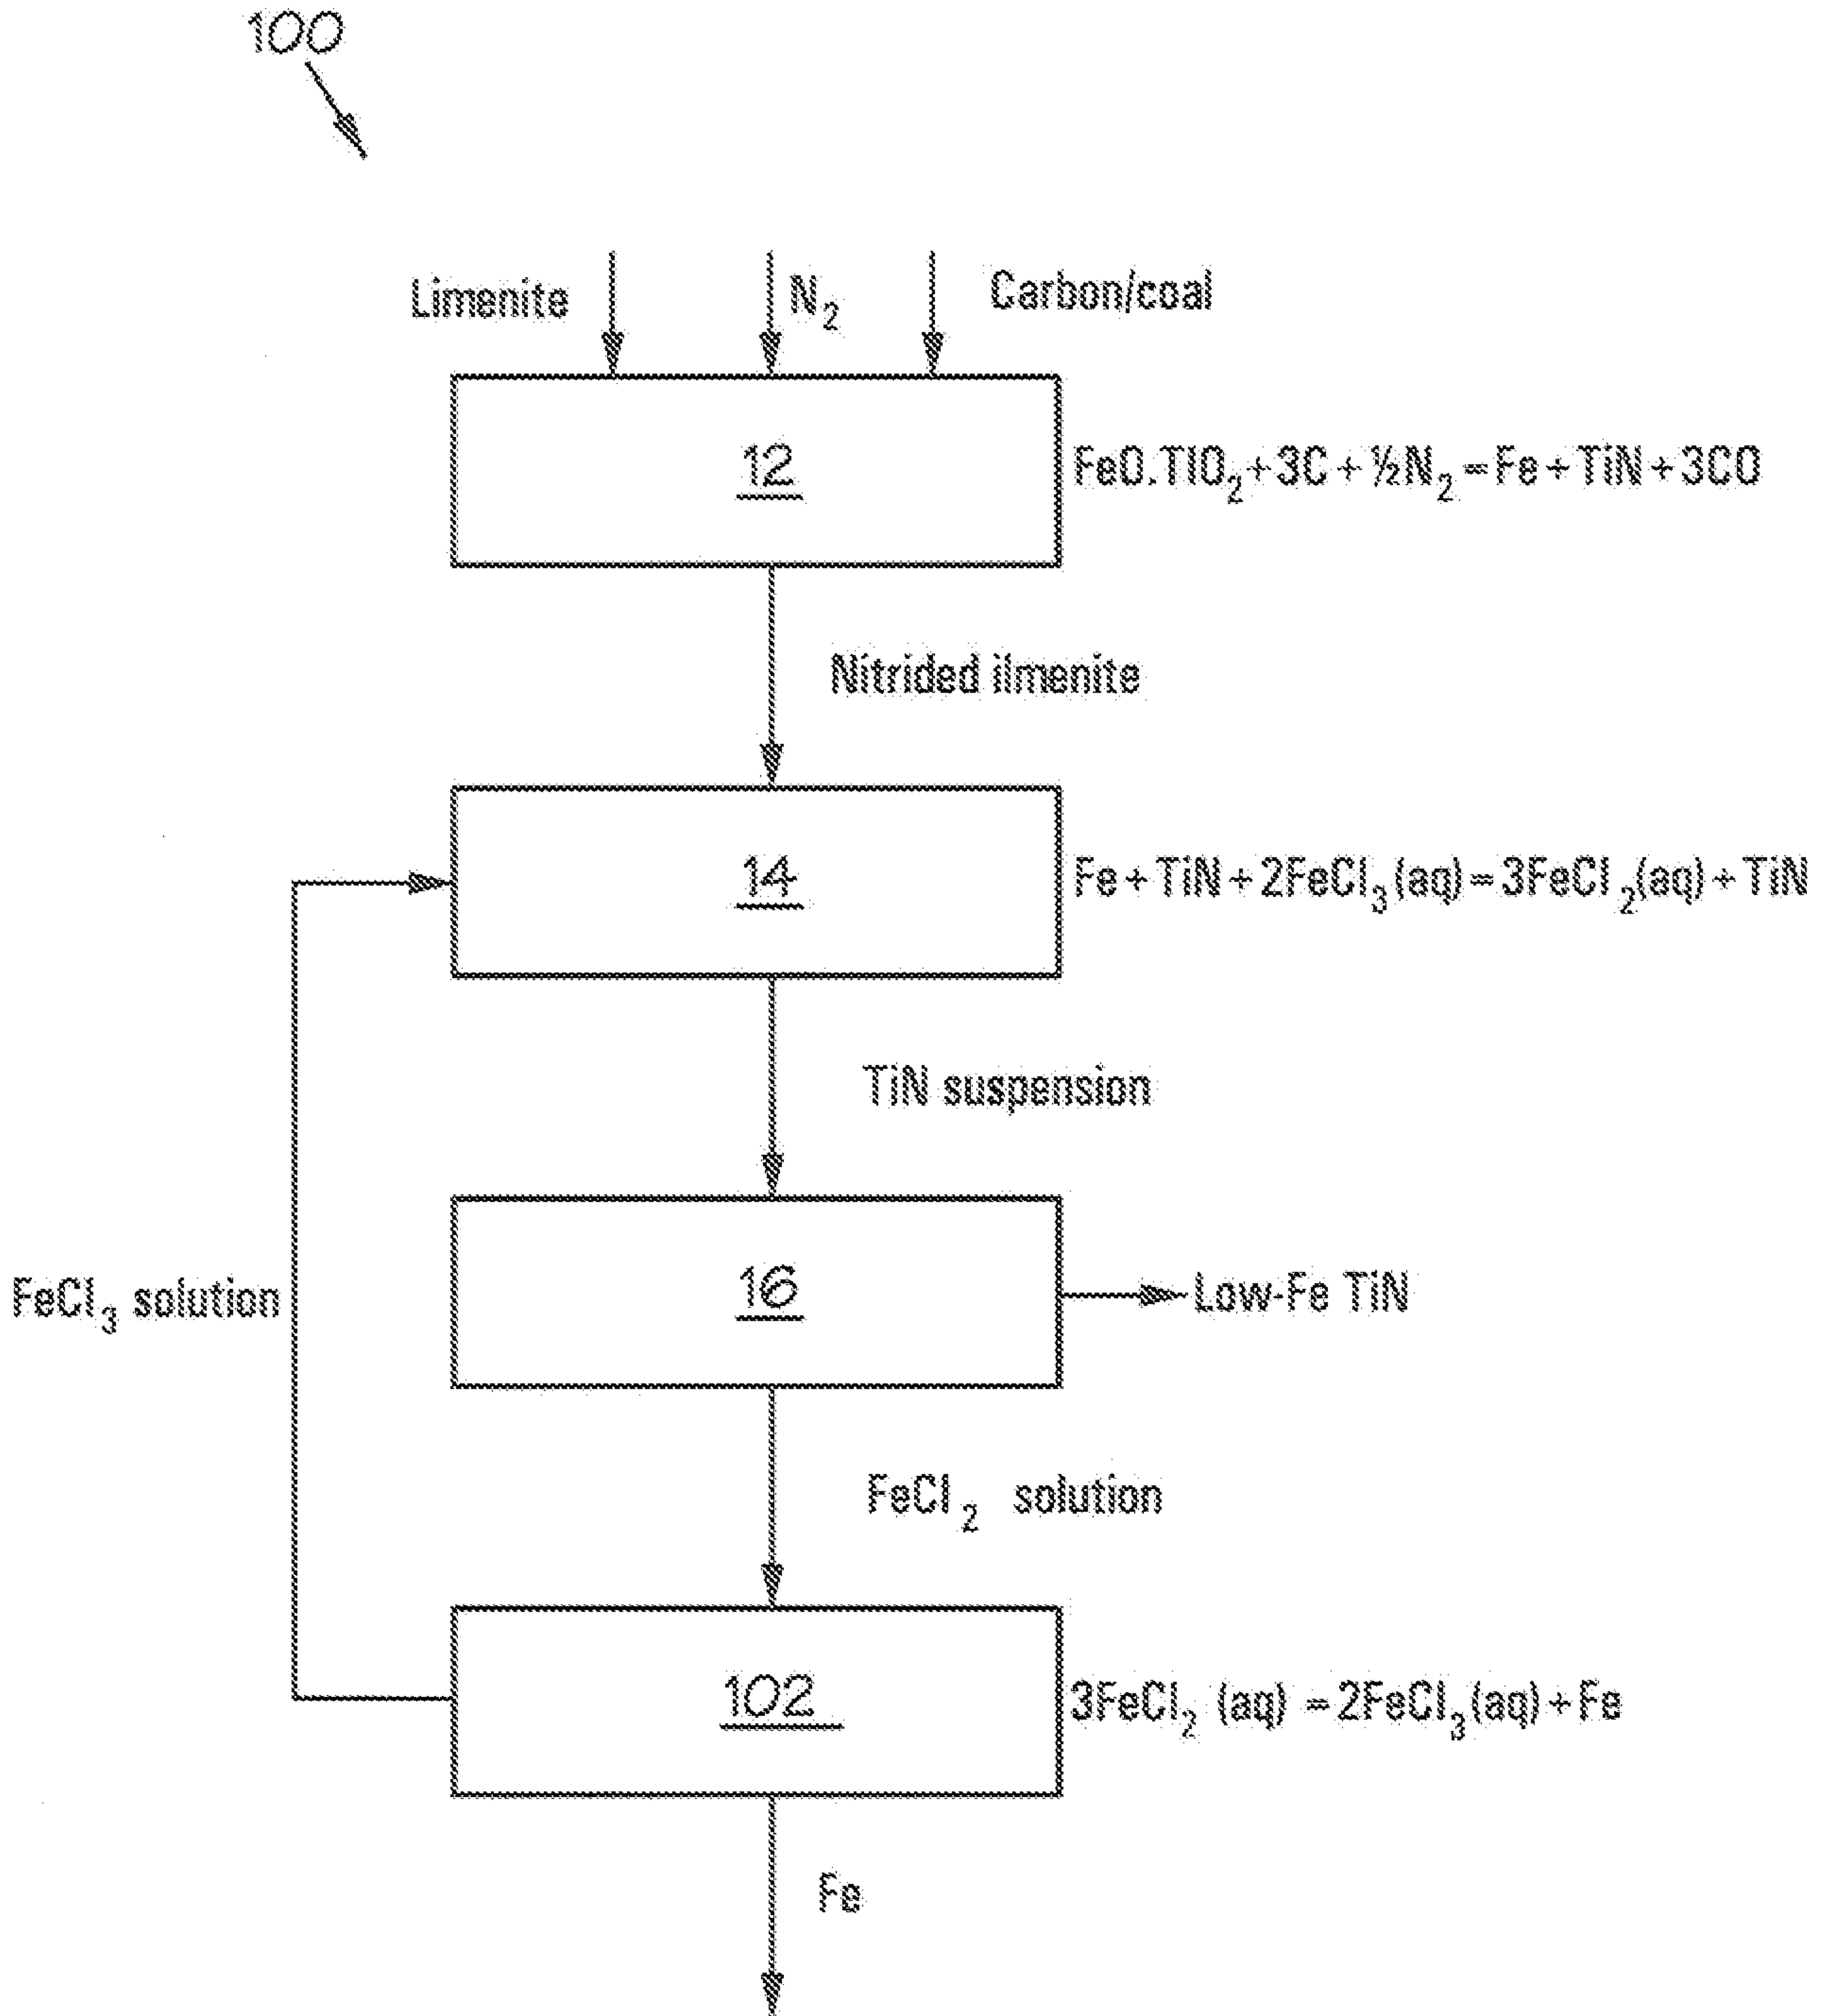 100
Limenite
N₂
Carbon/coal
12
FeO.TIO₂+3C+½N₂=Fe+TiN+3CO
Nitrided ilmenite
14
Fe+TiN+2FeCl₃(aq)=3FeCl₂(aq)+TiN
TiN suspension
16
Low-Fe TiN
FeCl₃ solution
FeCl₂ solution
102
3FeCl₂ (aq) =2FeCl₃(aq)+Fe
Fe